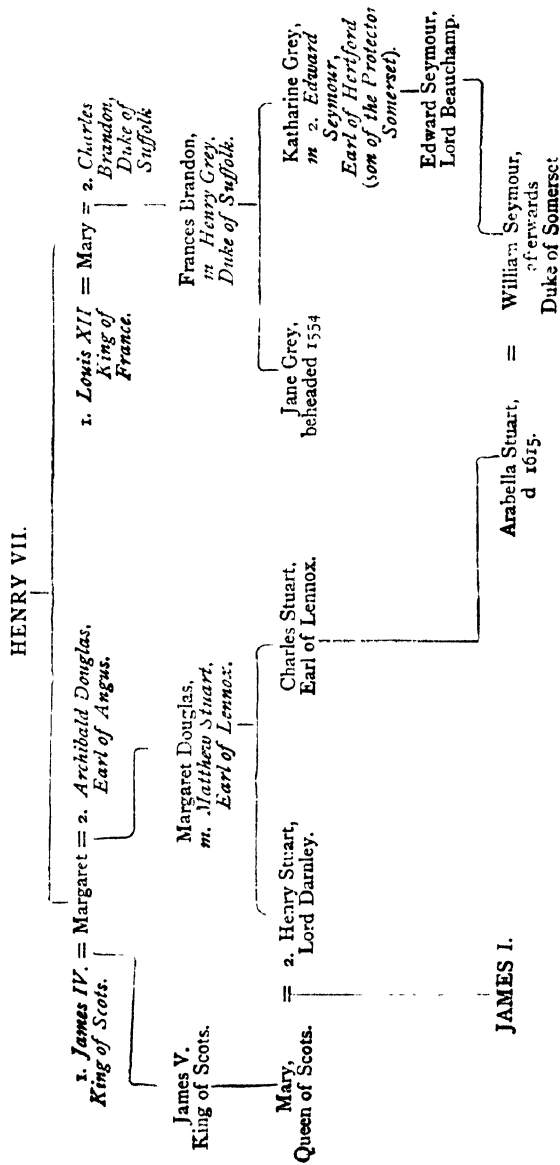 HENRY VII.
1. James IV. = Margaret = 2. Archibald Douglas,
King of Scots. Earl of Angus.
1. Louis XII = Mary = 2. Charles
King of Brandon,
France. Duke of
Suffolk
James V.
King of Scots.
Margaret Douglas,
m. Matthew Stuart,
Earl of Lennox.
Frances Brandon,
m Henry Grey,
Duke of Suffolk.
Mary, = 2. Henry Stuart,
Queen of Scots. Lord Darnley.
Charles Stuart,
Earl of Lennox.
Jane Grey,
beheaded 1554
Katharine Grey,
m 2. Edward
Seymour,
Earl of Hertford
(son of the Protector
Somerset).
Edward Seymour,
Lord Beauchamp.
JAMES I.
Arabella Stuart, = William Seymour,
d 1615. afterwards
Duke of Somerset